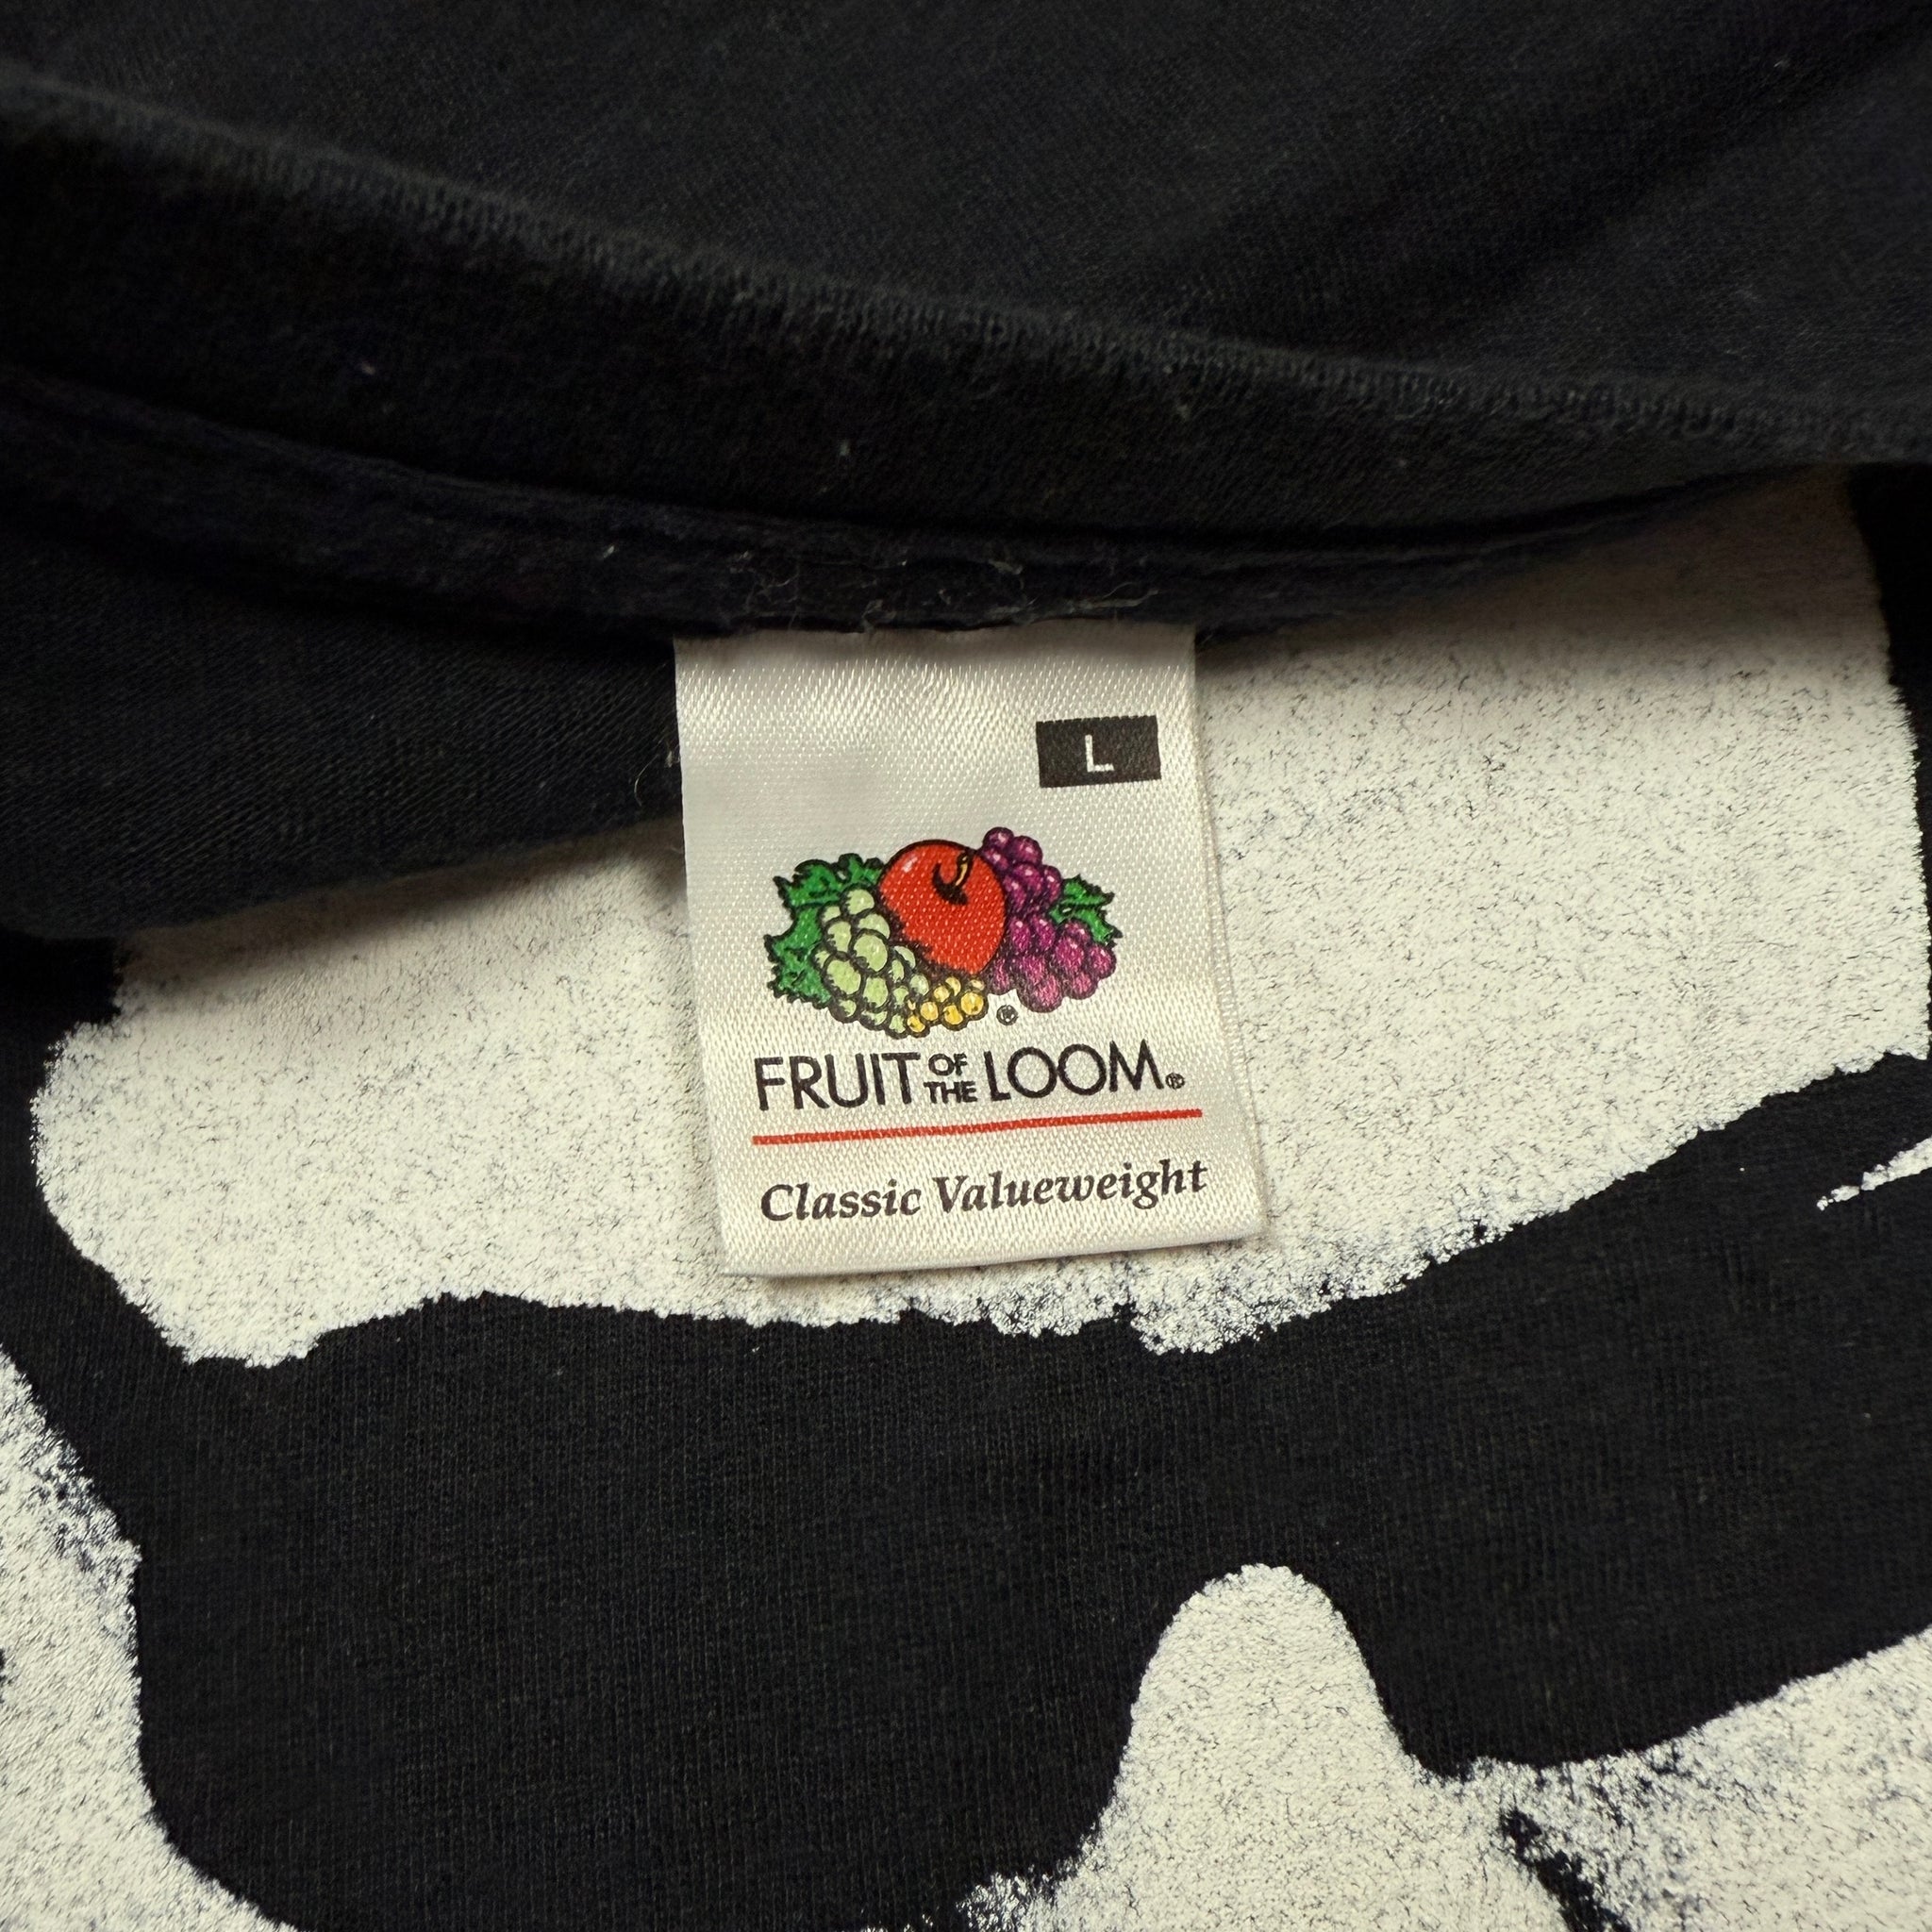 L
®
FRUIT OF THE LOOM®
Classic Valueweight